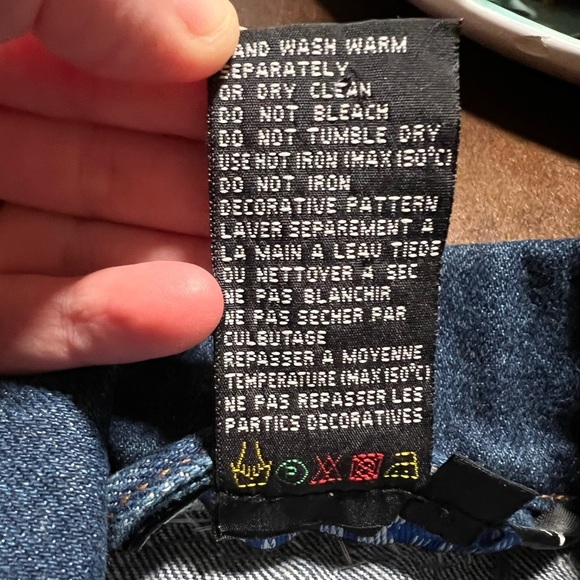 HAND WASH WARM
SEPARATELY
OR DRY CLEAN
DO NOT BLEACH
DO NOT TUMBLE DRY
USE HOT IRON (MAX 150°C)
DO NOT IRON
DECORATIVE PATTERN
LAVER SEPAREMENT A
LA MAIN A LEAU TIEDE
OU NETTOYER A SEC
NE PAS BLANCHIR
NE PAS SECHER PAR
CULBUTAGE
REPASSER A MOYENNE
TEMPERATURE (MAX 150°C)
NE PAS REPASSER LES
PARTICS DECORATIVES